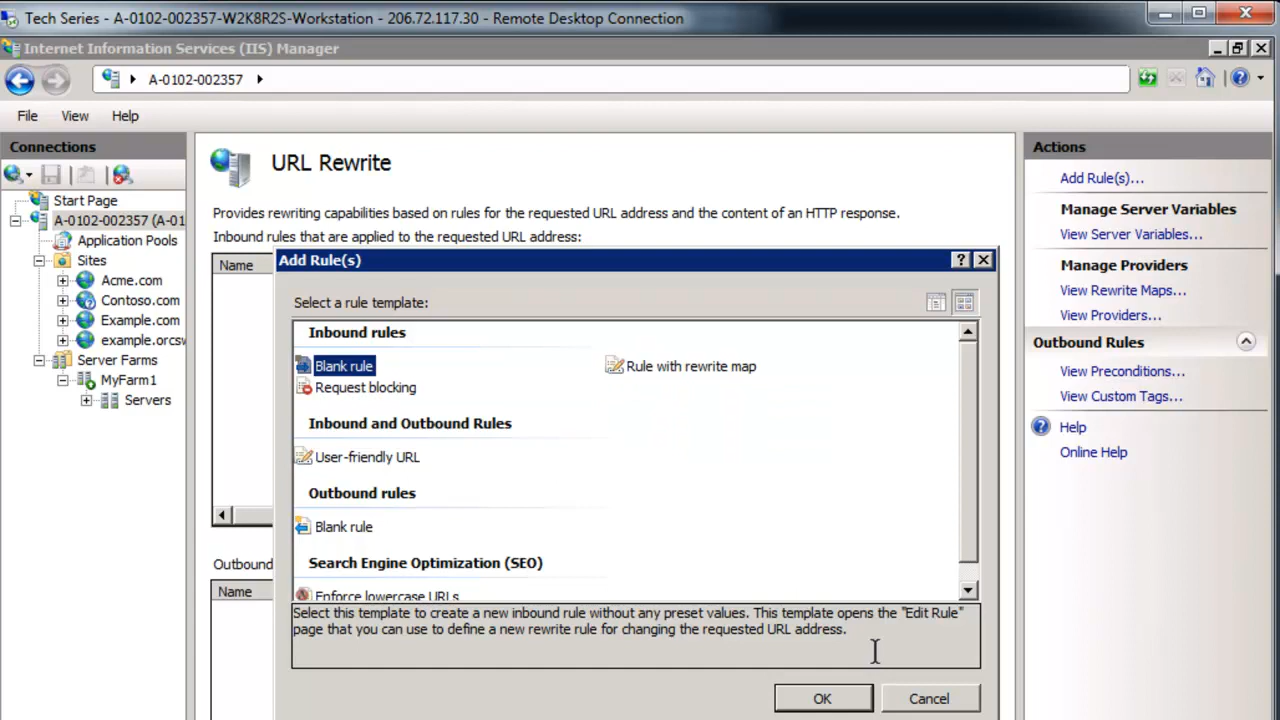 Tech Series - A-0102-002357-W2K8R2S-Workstation - 206.72.117.30 - Remote Desktop Connection
Internet Information Services (IIS) Manager
A-0102-002357
File View Help
Connections
Start Page
A-0102-002357 (A-01
Application Pools
Sites
Acme.com
Contoso.com
Example.com
example.orcsw
Server Farms
MyFarm1
Servers
URL Rewrite
Provides rewriting capabilities based on rules for the requested URL address and the content of an HTTP response.
Inbound rules that are applied to the requested URL address:
Name
Outbound
Name
Add Rule(s)
Select a rule template:
Inbound rules
Blank rule Rule with rewrite map
Request blocking
Inbound and Outbound Rules
User-friendly URL
Outbound rules
Blank rule
Search Engine Optimization (SEO)
Enforce lowercase URLs
Select this template to create a new inbound rule without any preset values. This template opens the "Edit Rule"
page that you can use to define a new rewrite rule for changing the requested URL address.
OK Cancel
Actions
Add Rule(s)...
Manage Server Variables
View Server Variables...
Manage Providers
View Rewrite Maps...
View Providers...
Outbound Rules
View Preconditions...
View Custom Tags...
Help
Online Help